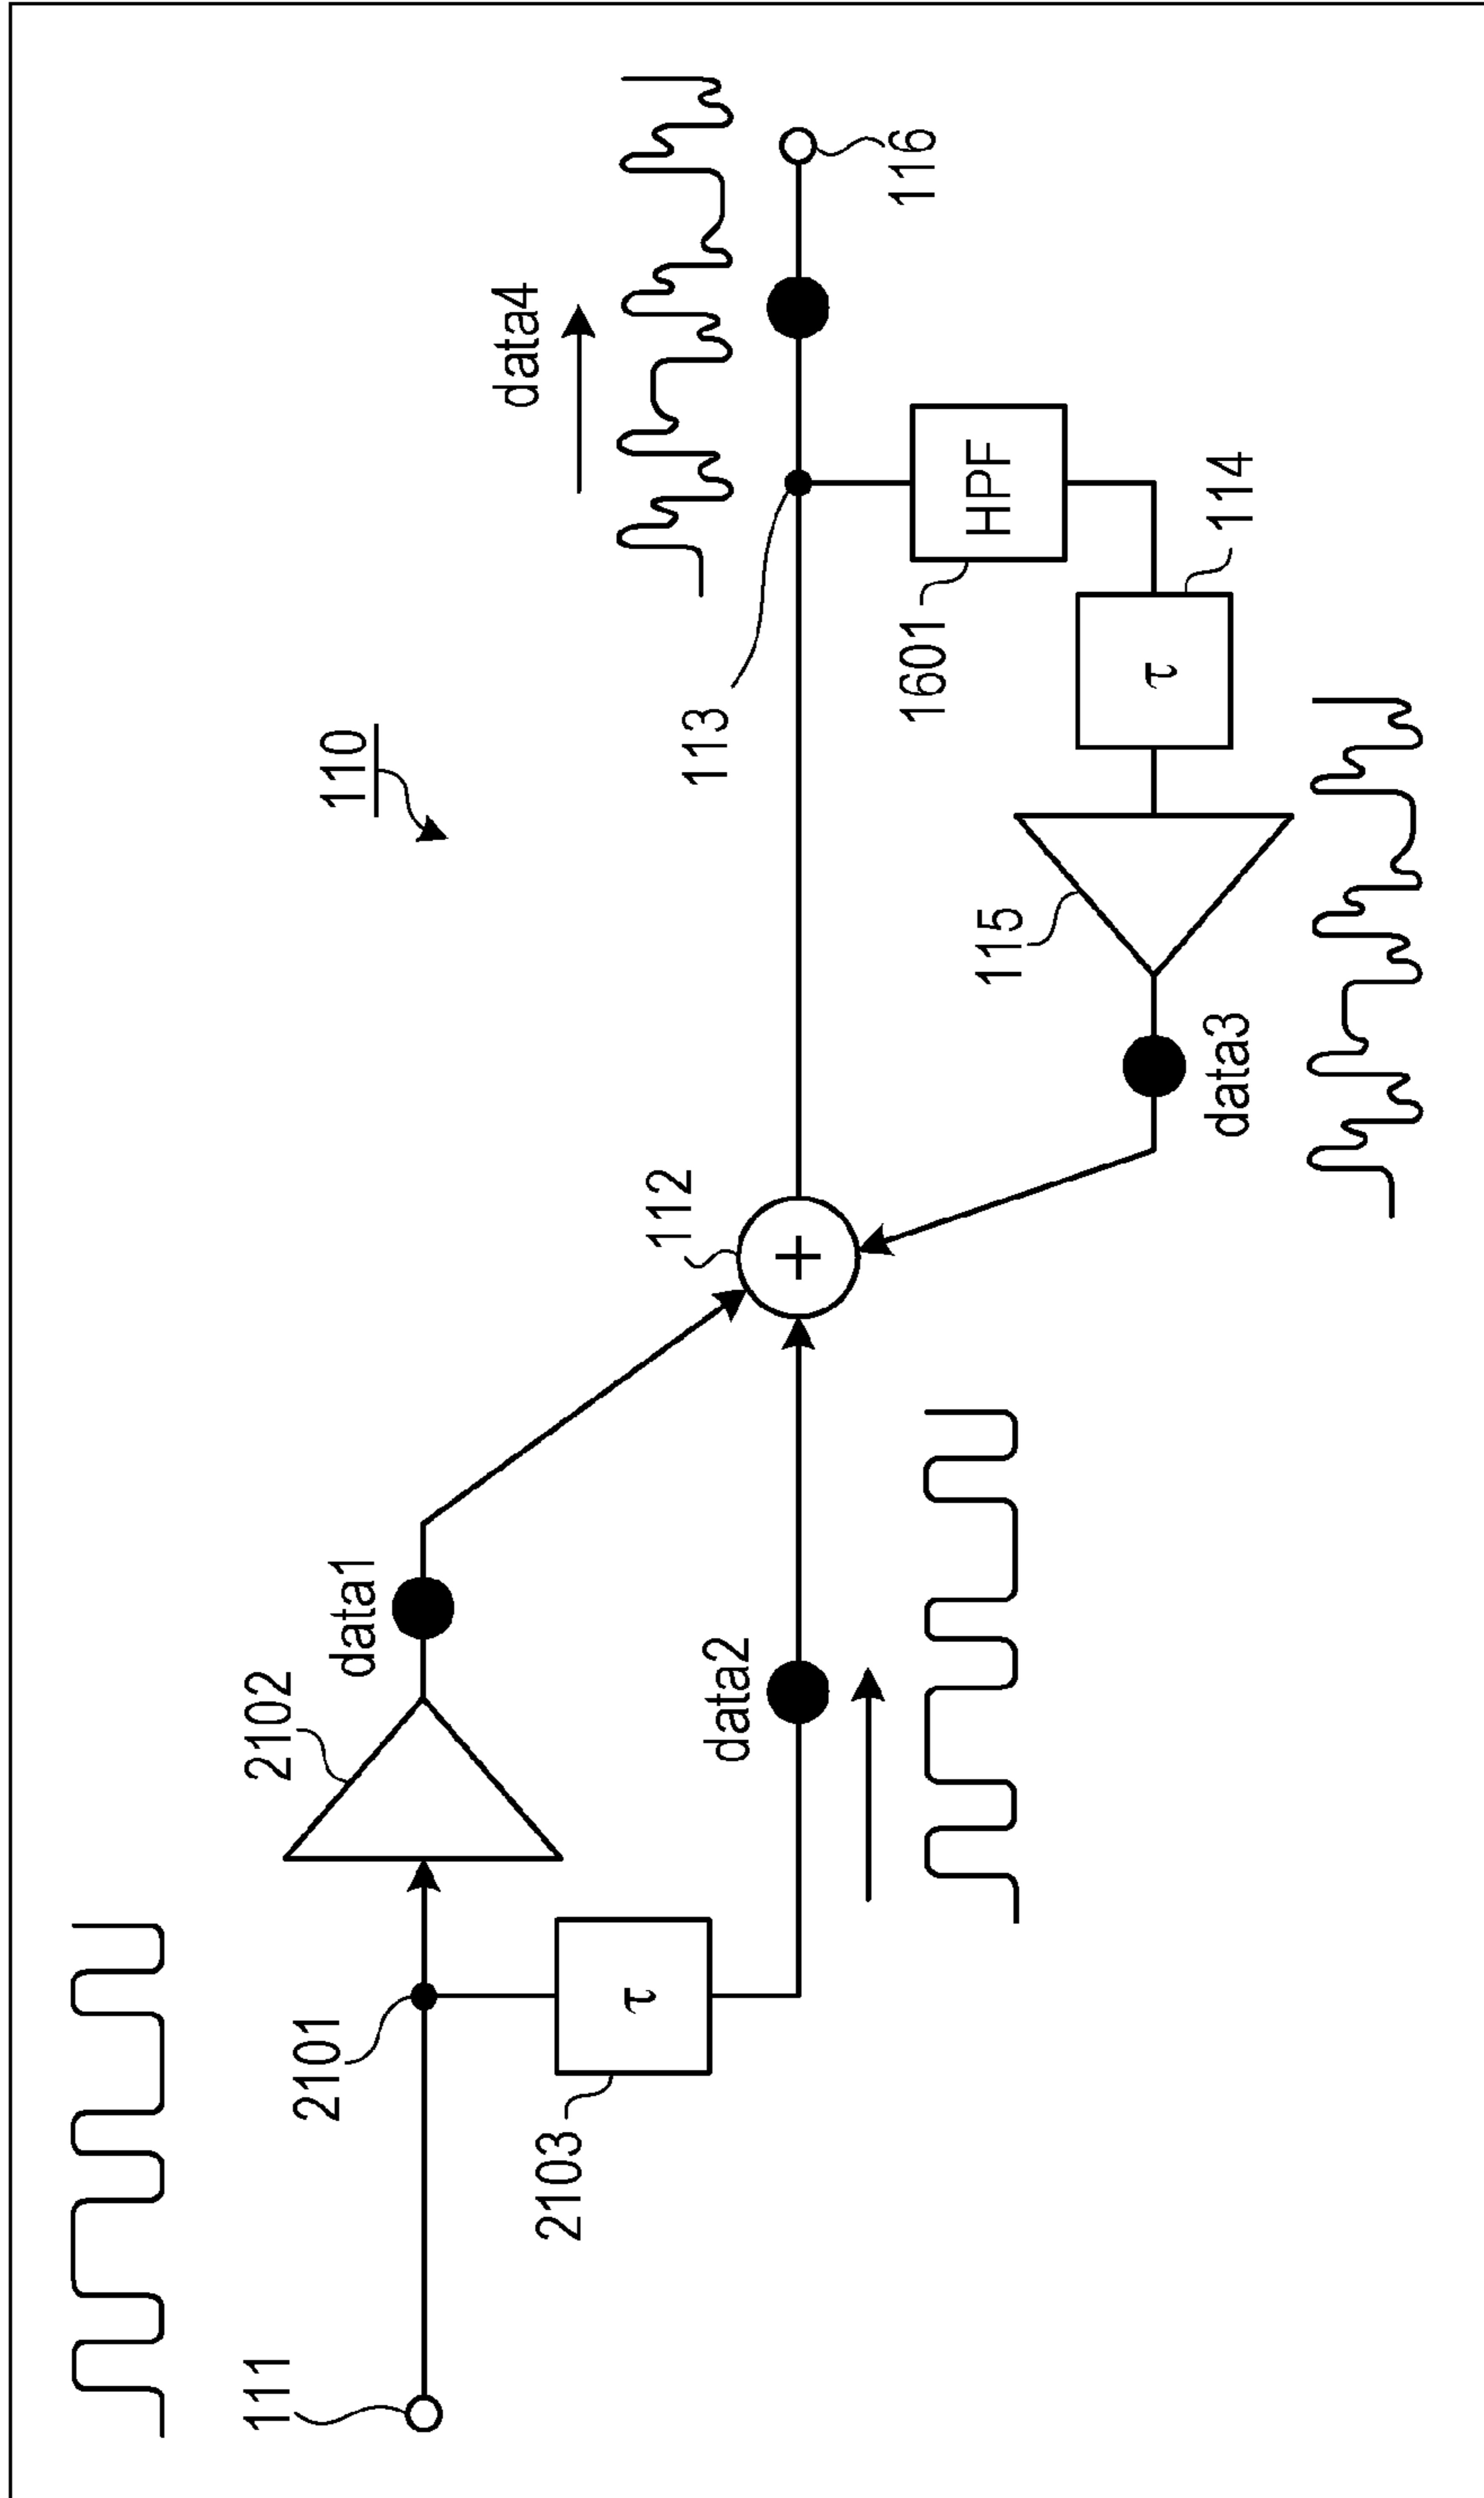 110
data4
116
113
HPF
1601
τ
114
115
data3
112
+
data1
2102
data2
2101
τ
2103
111